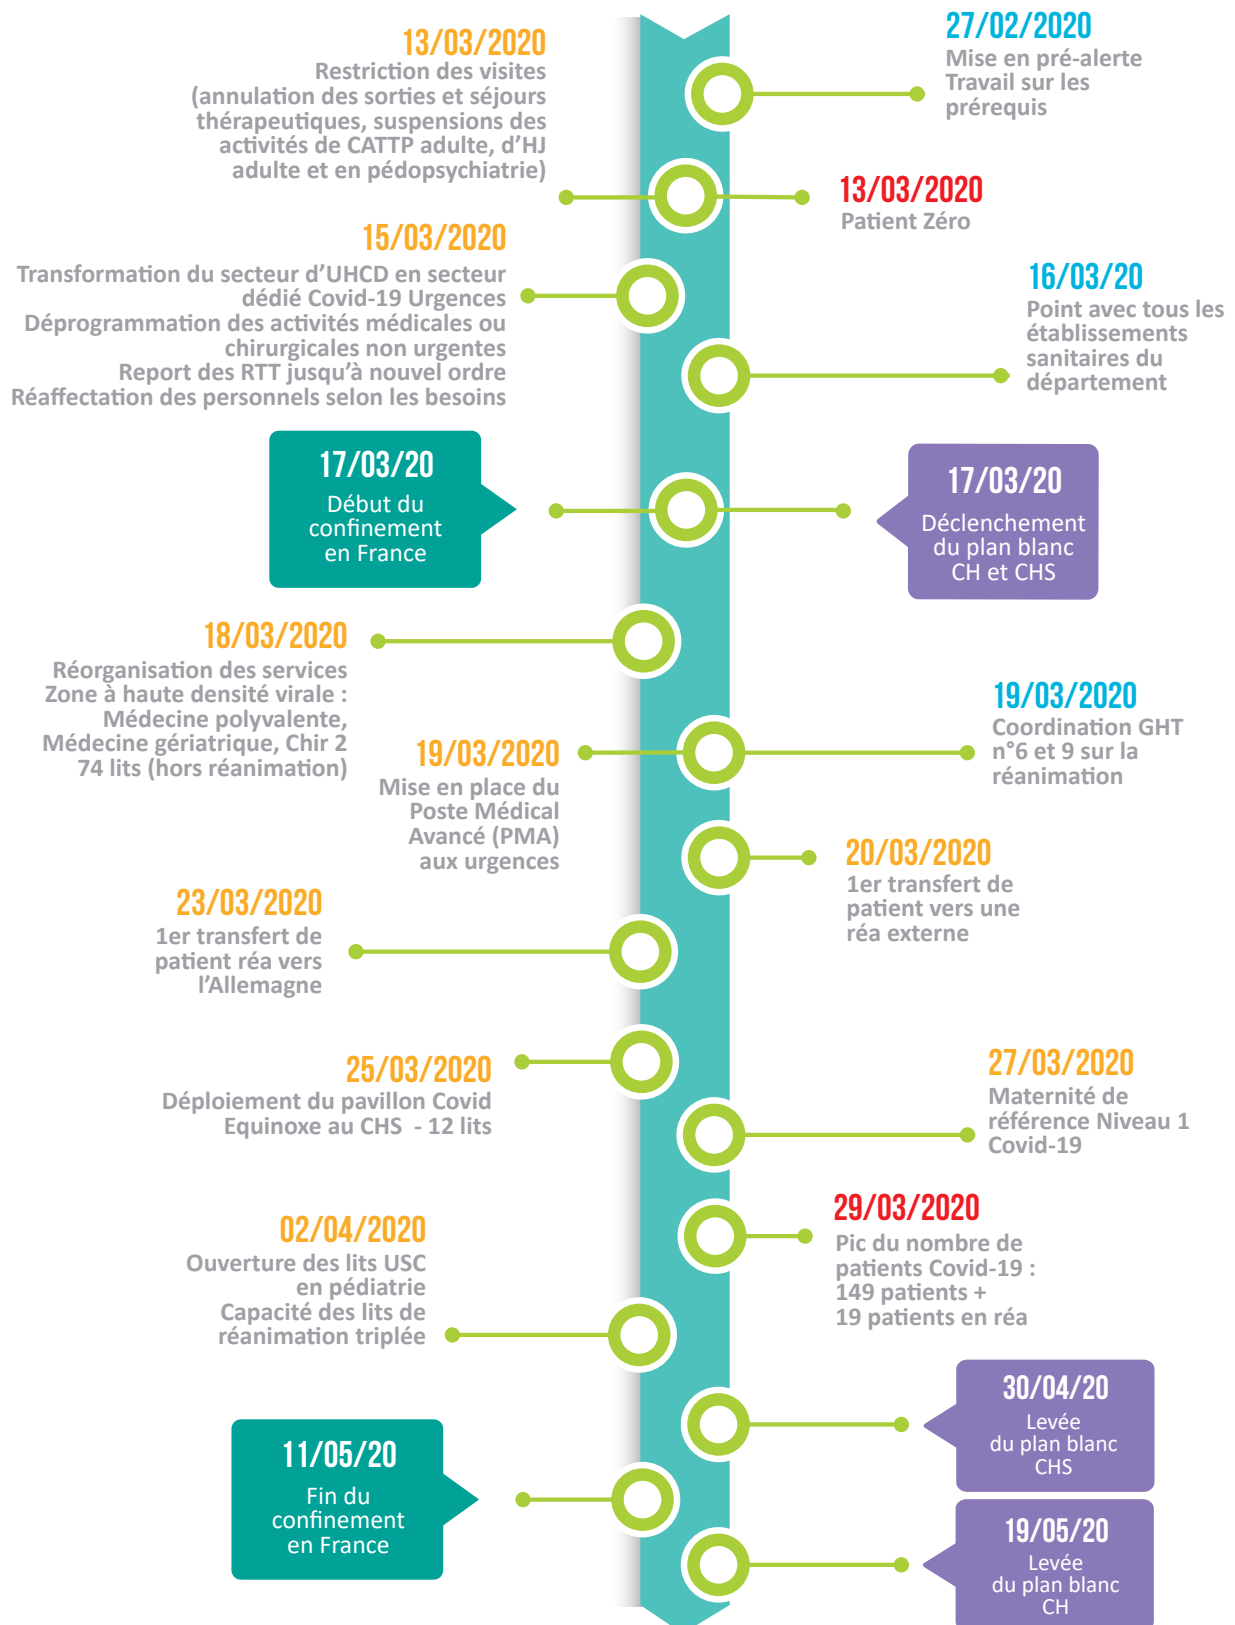 27/02/2020
Mise en pré-alerte
Travail sur les
prérequis
13/03/2020
Restriction des visites
(annulation des sorties et séjours
thérapeutiques, suspensions des
activités de CATTP adulte, d’HJ
adulte et en pédopsychiatrie)
13/03/2020
Patient Zéro
15/03/2020
Transformation du secteur d’UHCD en secteur
dédié Covid-19 Urgences
Déprogrammation des activités médicales ou
chirurgicales non urgentes
Report des RTT jusqu’à nouvel ordre
Réaffectation des personnels selon les besoins
16/03/20
Point avec tous les
établissements
sanitaires du
département
17/03/20
Début du
confinement
en France
17/03/20
Déclenchement
du plan blanc
CH et CHS
18/03/2020
Réorganisation des services
Zone à haute densité virale :
Médecine polyvalente,
Médecine gériatrique, Chir 2
74 lits (hors réanimation)
19/03/2020
Mise en place du
Poste Médical
Avancé (PMA)
aux urgences
19/03/2020
Coordination GHT
n°6 et 9 sur la
réanimation
20/03/2020
1er transfert de
patient vers une
réa externe
23/03/2020
1er transfert de
patient réa vers
l’Allemagne
25/03/2020
Déploiement du pavillon Covid
Equinoxe au CHS - 12 lits
27/03/2020
Maternité de
référence Niveau 1
Covid-19
29/03/2020
Pic du nombre de
patients Covid-19 :
149 patients +
19 patients en réa
02/04/2020
Ouverture des lits USC
en pédiatrie
Capacité des lits de
réanimation triplée
30/04/20
Levée
du plan blanc
CHS
11/05/20
Fin du
confinement
en France
19/05/20
Levée
du plan blanc
CH